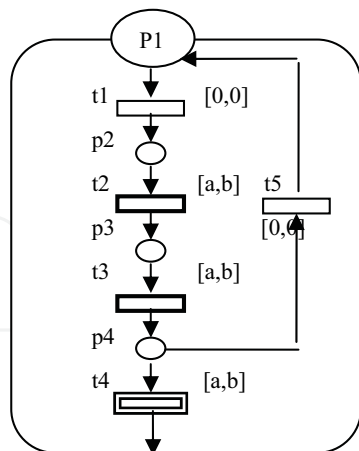 P1
t1 [0,0]
p2
t2 [a,b] t5
p3 [0,0]
t3 [a,b]
p4
t4 [a,b]